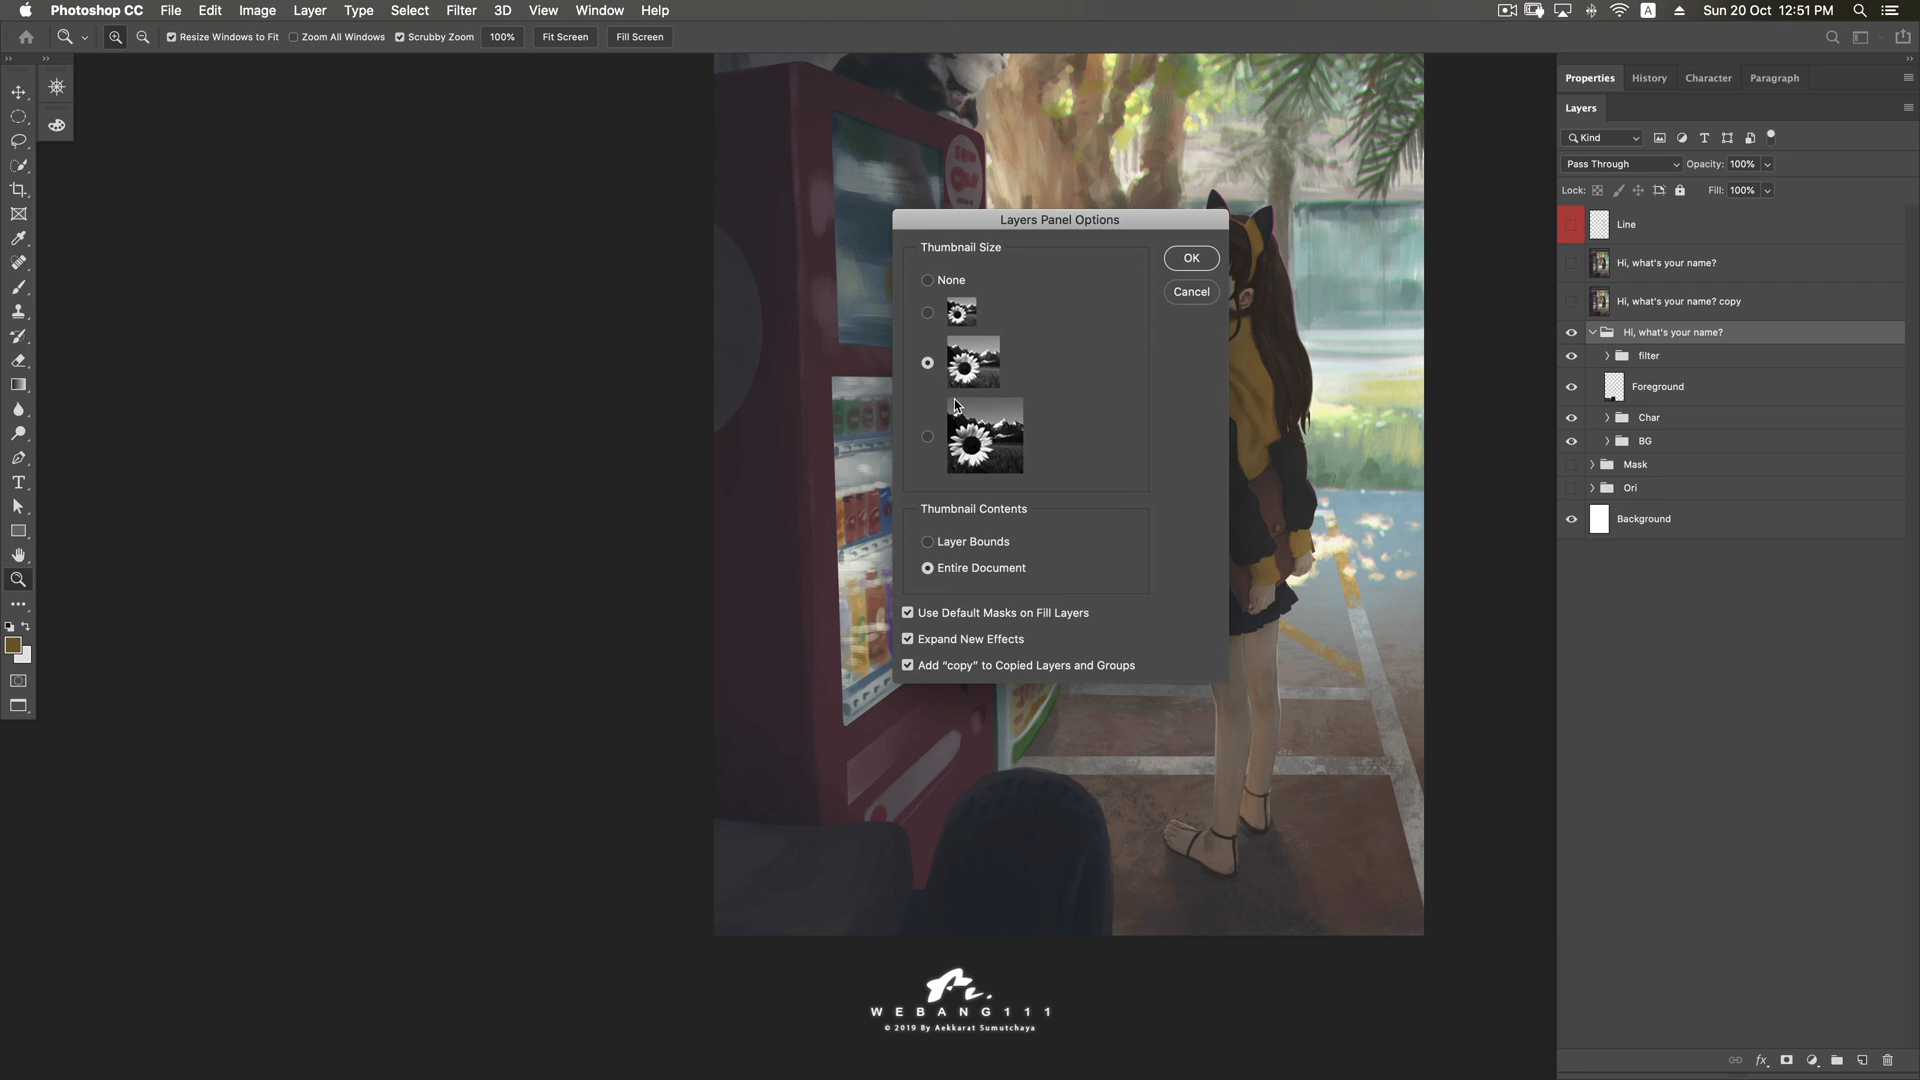 Photoshop CC File Edit Image Layer Type Select Filter 3D View Window Help
A Sun 20 Oct 12:51 PM
Resize Windows to Fit Zoom All Windows Scrubby Zoom 100% Fit Screen Fill Screen
Properties History Character Paragraph
Layers
Kind
Pass Through Opacity: 100%
Lock: Fill: 100%
Line
Hi, what's your name?
Hi, what's your name? copy
Hi, what's your name?
filter
Foreground
Char
BG
Mask
Ori
Background
fx
Layers Panel Options
Thumbnail Size
None
OK
Cancel
Thumbnail Contents
Layer Bounds
Entire Document
Use Default Masks on Fill Layers
Expand New Effects
Add “copy” to Copied Layers and Groups
WEBANG111
© 2019 By Aekkarat Sumutchaya